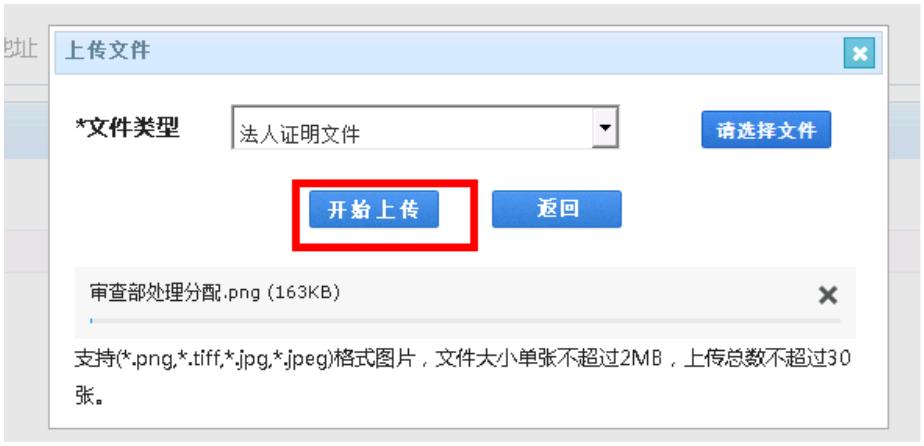 地址
上传文件
*文件类型
法人证明文件
请选择文件
开始上传
返回
审查部处理分配.png (163KB)
支持(*.png,*.tiff,*.jpg,*.jpeg)格式图片，文件大小单张不超过2MB，上传总数不超过30
张。